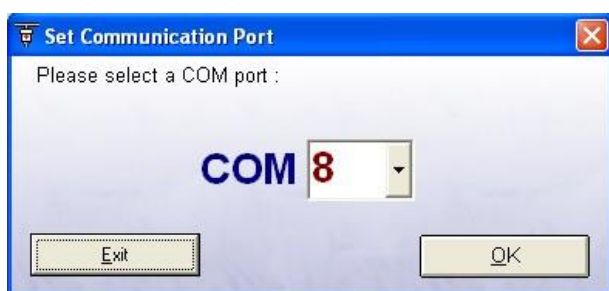 Set Communication Port
Please select a COM port :
COM 8
Exit
OK